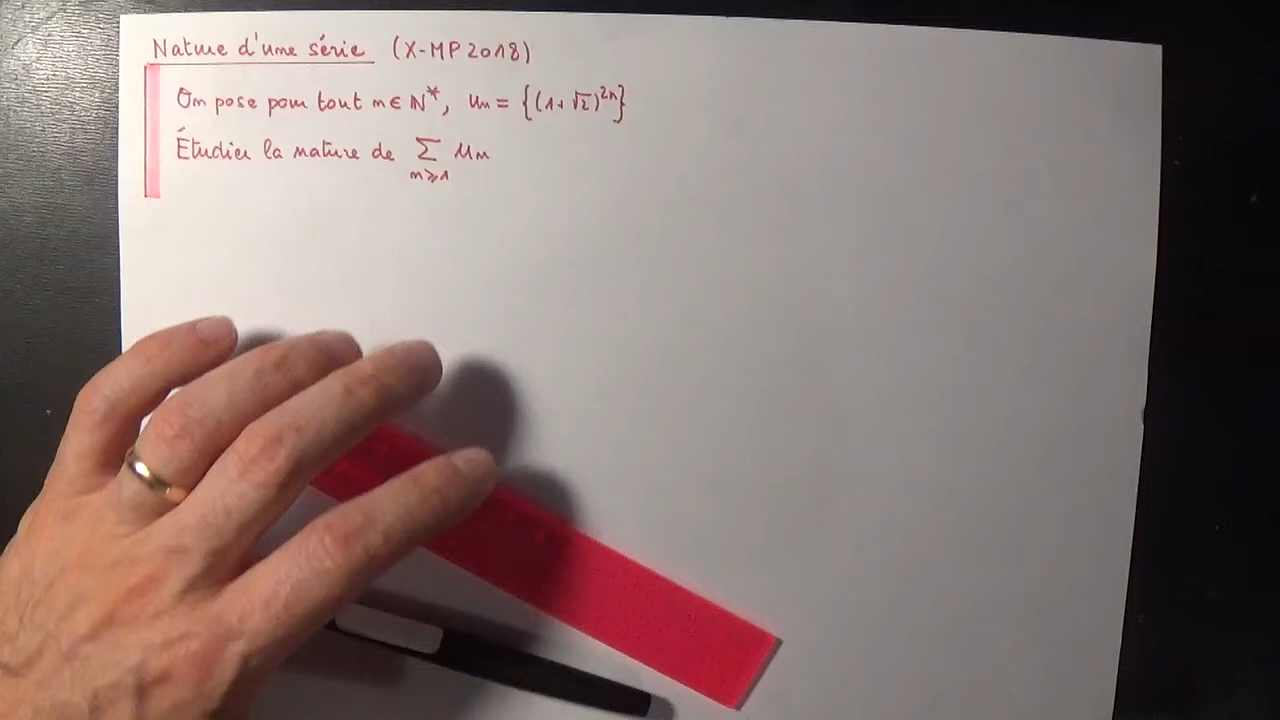 Nature d'une série (X-MP 2018)
On pose pour tout n ∈ ℕ*, uₙ = {(1+√2)²ⁿ}
Étudier la nature de ∑ uₙ
n⩾1